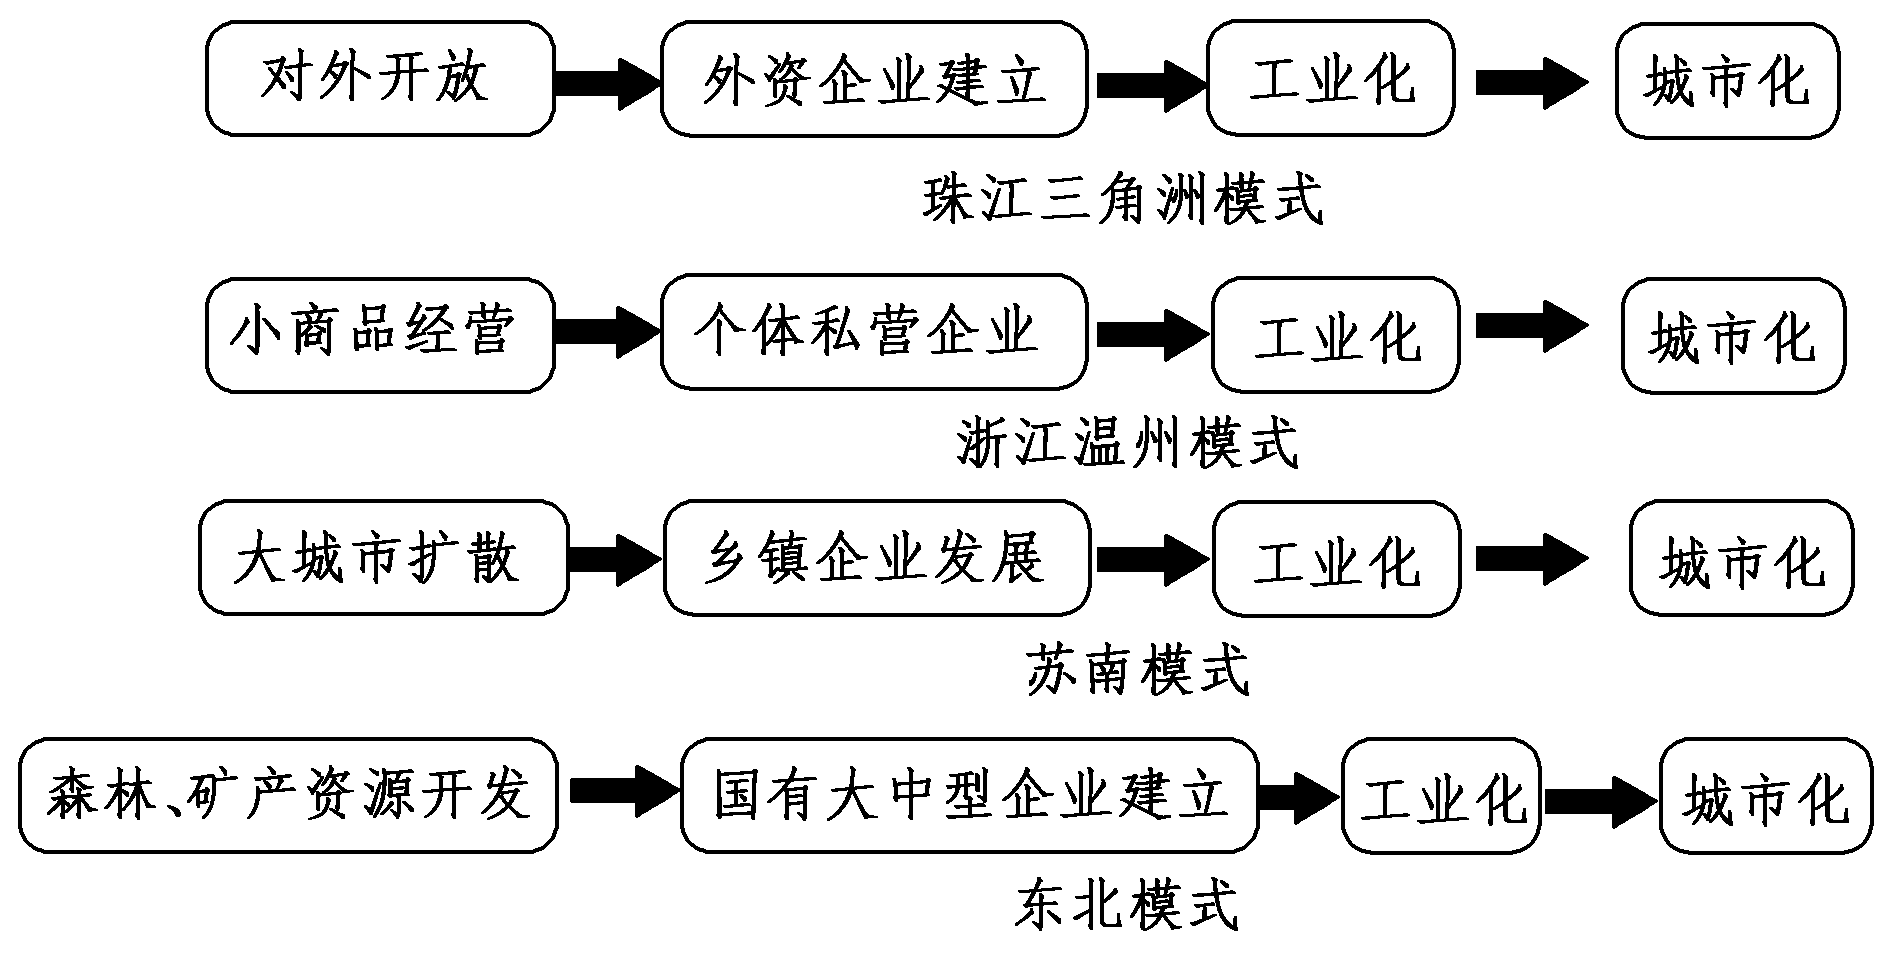 对外开放 外资企业建立 工业化 城市化
珠江三角洲模式
小商品经营 个体私营企业 工业化 城市化
浙江温州模式
大城市扩散 乡镇企业发展 工业化 城市化
苏南模式
森林、矿产资源开发 国有大中型企业建立 工业化 城市化
东北模式